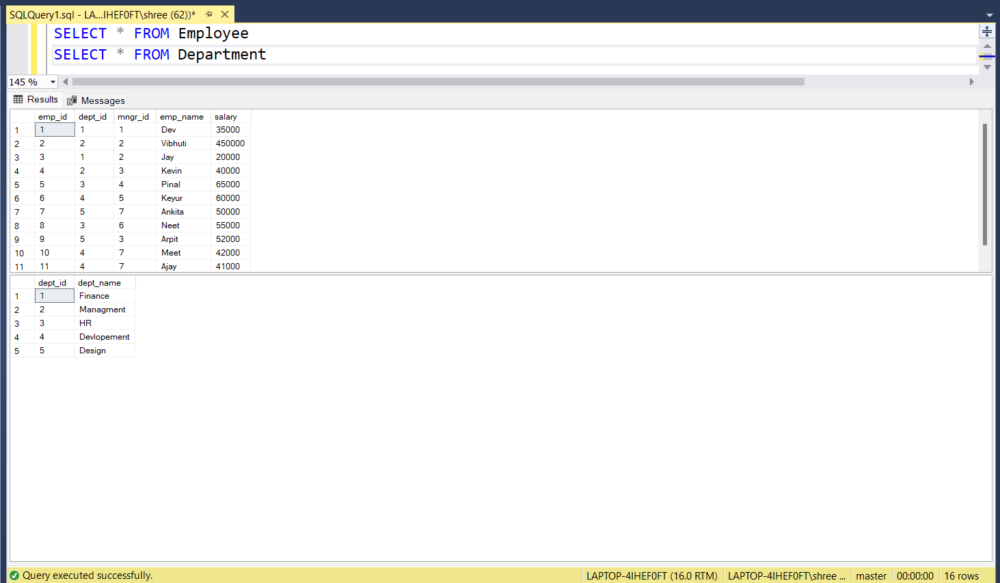 SQLQuery1.sql - LA...IHEF0FT\shree (62))*
SELECT * FROM Employee
SELECT * FROM Department
145 %
Results Messages
emp_id dept_id mngr_id emp_name salary
1 1 1 1 Dev 35000
2 2 2 2 Vibhuti 450000
3 3 1 2 Jay 20000
4 4 2 3 Kevin 40000
5 5 3 4 Pinal 65000
6 6 4 5 Keyur 60000
7 7 5 7 Ankita 50000
8 8 3 6 Neet 55000
9 9 5 3 Arpit 52000
10 10 4 7 Meet 42000
11 11 4 7 Ajay 41000
dept_id dept_name
1 1 Finance
2 2 Managment
3 3 HR
4 4 Devlopement
5 5 Design
Query executed successfully. LAPTOP-4IHEF0FT (16.0 RTM) LAPTOP-4IHEF0FT\shree ... master 00:00:00 16 rows